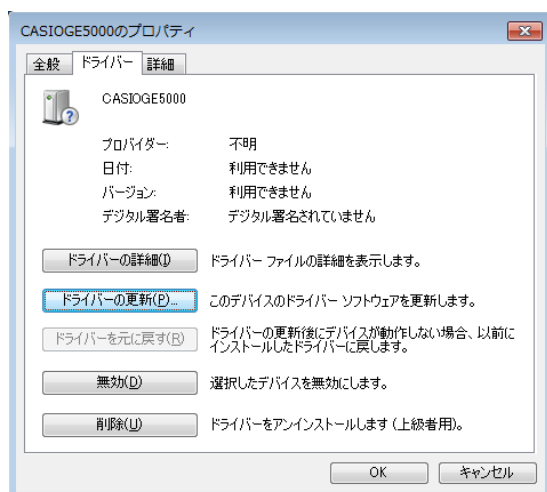 CASIOGE5000のプロパティ
全般 ドライバー 詳細
CASIOGE5000
プロバイダー: 不明
日付: 利用できません
バージョン: 利用できません
デジタル署名者: デジタル署名されていません
ドライバーの詳細(I) ドライバー ファイルの詳細を表示します。
ドライバーの更新(P)... このデバイスのドライバー ソフトウェアを更新します。
ドライバーを元に戻す(R) ドライバーの更新後にデバイスが動作しない場合、以前に
インストールしたドライバーに戻します。
無効(D) 選択したデバイスを無効にします。
削除(U) ドライバーをアンインストールします (上級者用)。
OK キャンセル